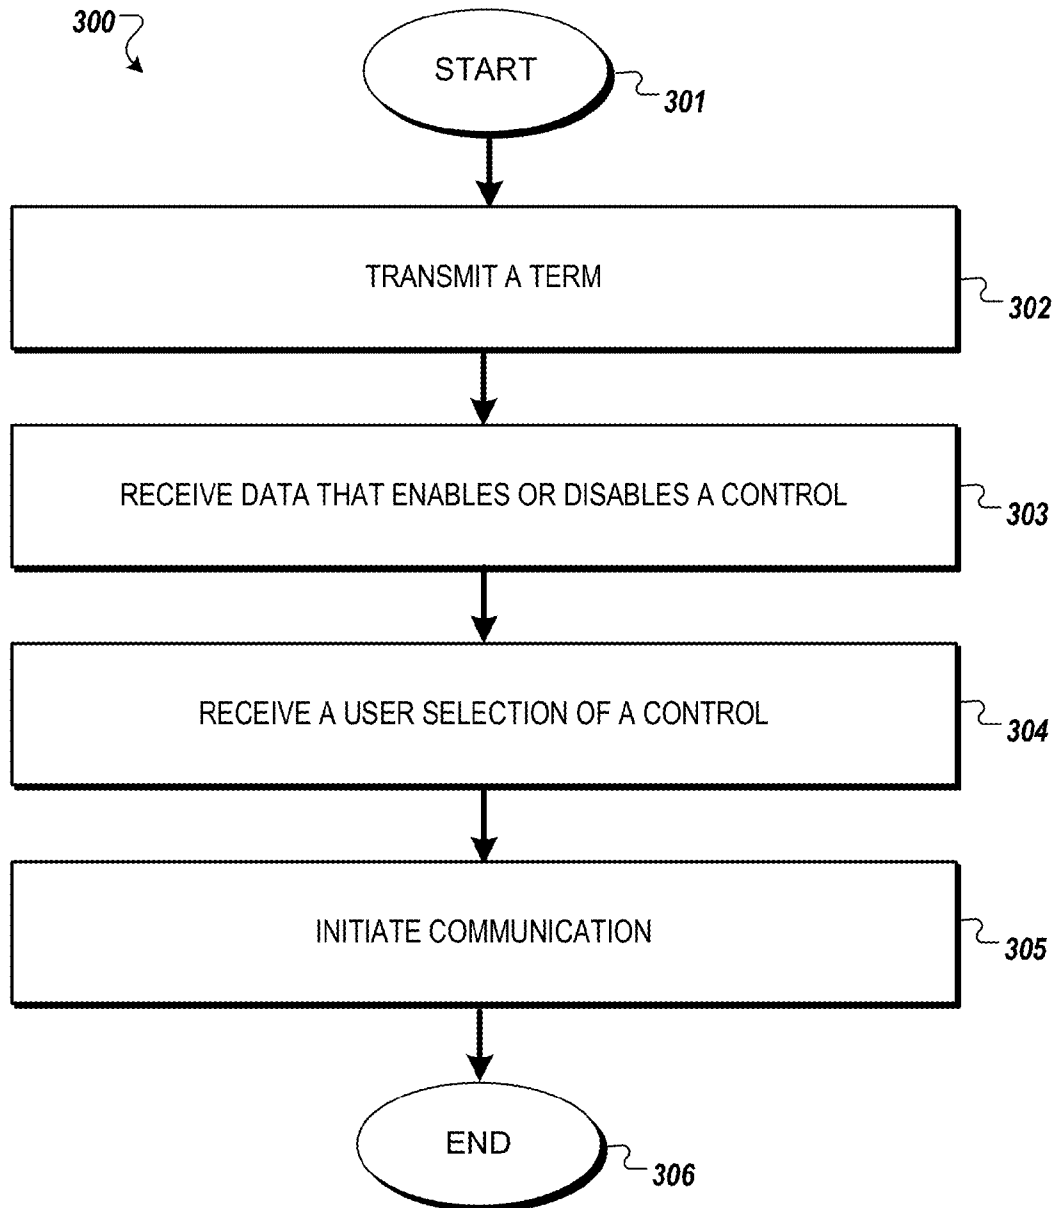 300
START
301
TRANSMIT A TERM
302
RECEIVE DATA THAT ENABLES OR DISABLES A CONTROL
303
RECEIVE A USER SELECTION OF A CONTROL
304
INITIATE COMMUNICATION
305
END
306